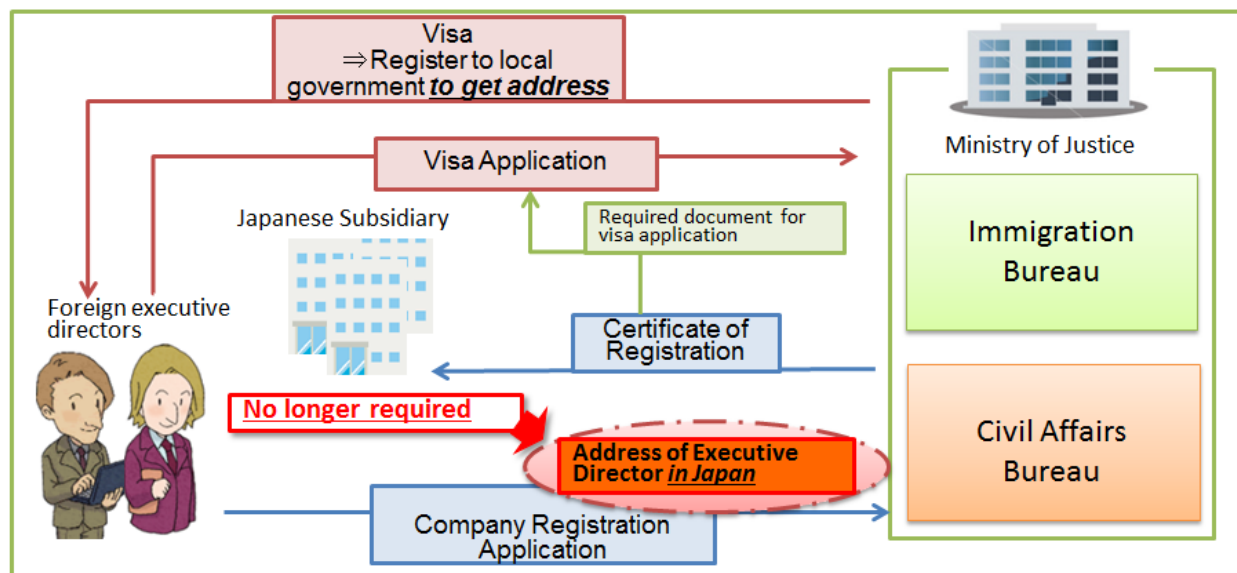 Visa
⇒Register to local
government to get address
Ministry of Justice
Visa Application
Japanese Subsidiary
Required document for
visa application
Immigration
Bureau
Foreign executive
directors
Certificate of
Registration
No longer required
Address of Executive
Director in Japan
Civil Affairs
Bureau
Company Registration
Application